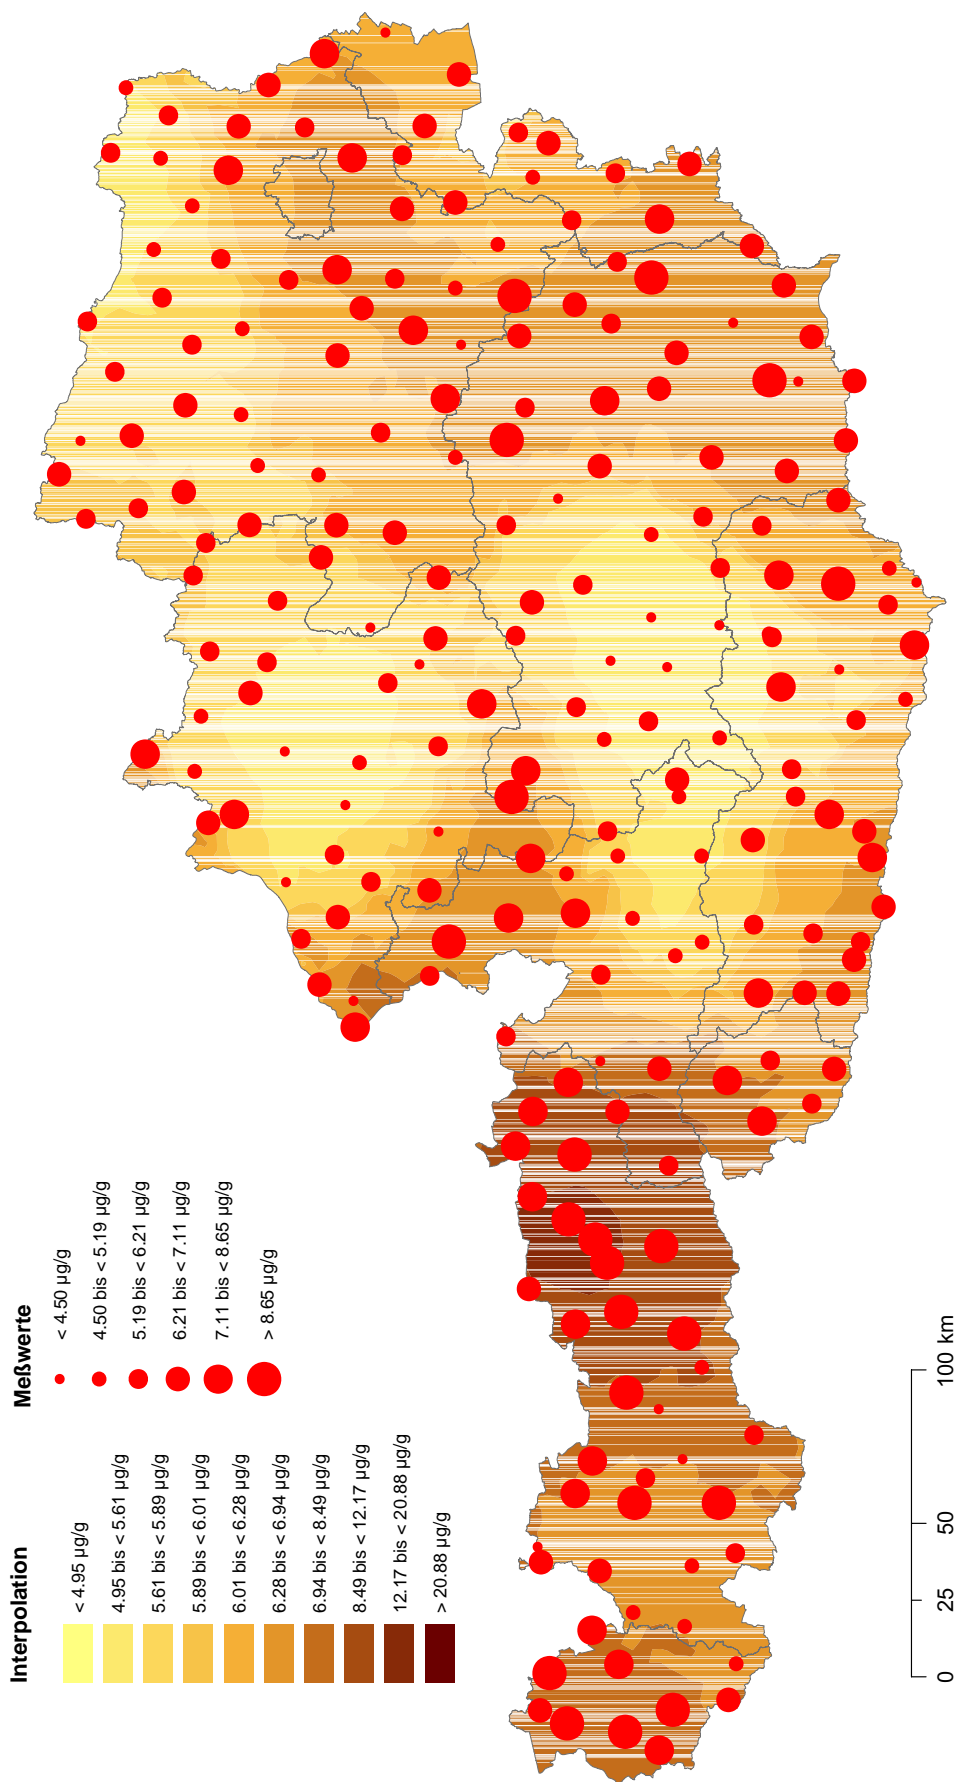 Interpolation
< 4.95 µg/g
4.95 bis < 5.61 µg/g
5.61 bis < 5.89 µg/g
5.89 bis < 6.01 µg/g
6.01 bis < 6.28 µg/g
6.28 bis < 6.94 µg/g
6.94 bis < 8.49 µg/g
8.49 bis < 12.17 µg/g
12.17 bis < 20.88 µg/g
> 20.88 µg/g
Meßwerte
< 4.50 µg/g
4.50 bis < 5.19 µg/g
5.19 bis < 6.21 µg/g
6.21 bis < 7.11 µg/g
7.11 bis < 8.65 µg/g
> 8.65 µg/g
0 25 50 100 km